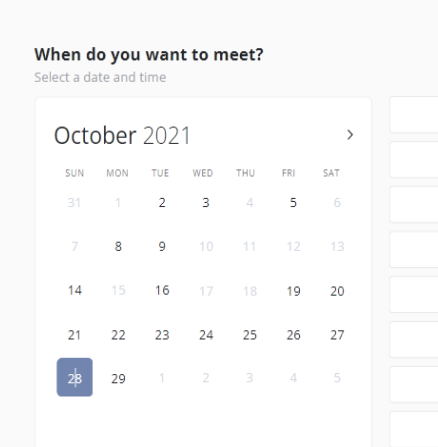 When do you want to meet?
Select a date and time
October 2021
SUN MON TUE WED THU FRI SAT
31 1 2 3 4 5 6
7 8 9 10 11 12 13
14 15 16 17 18 19 20
21 22 23 24 25 26 27
28 29 1 2 3 4 5